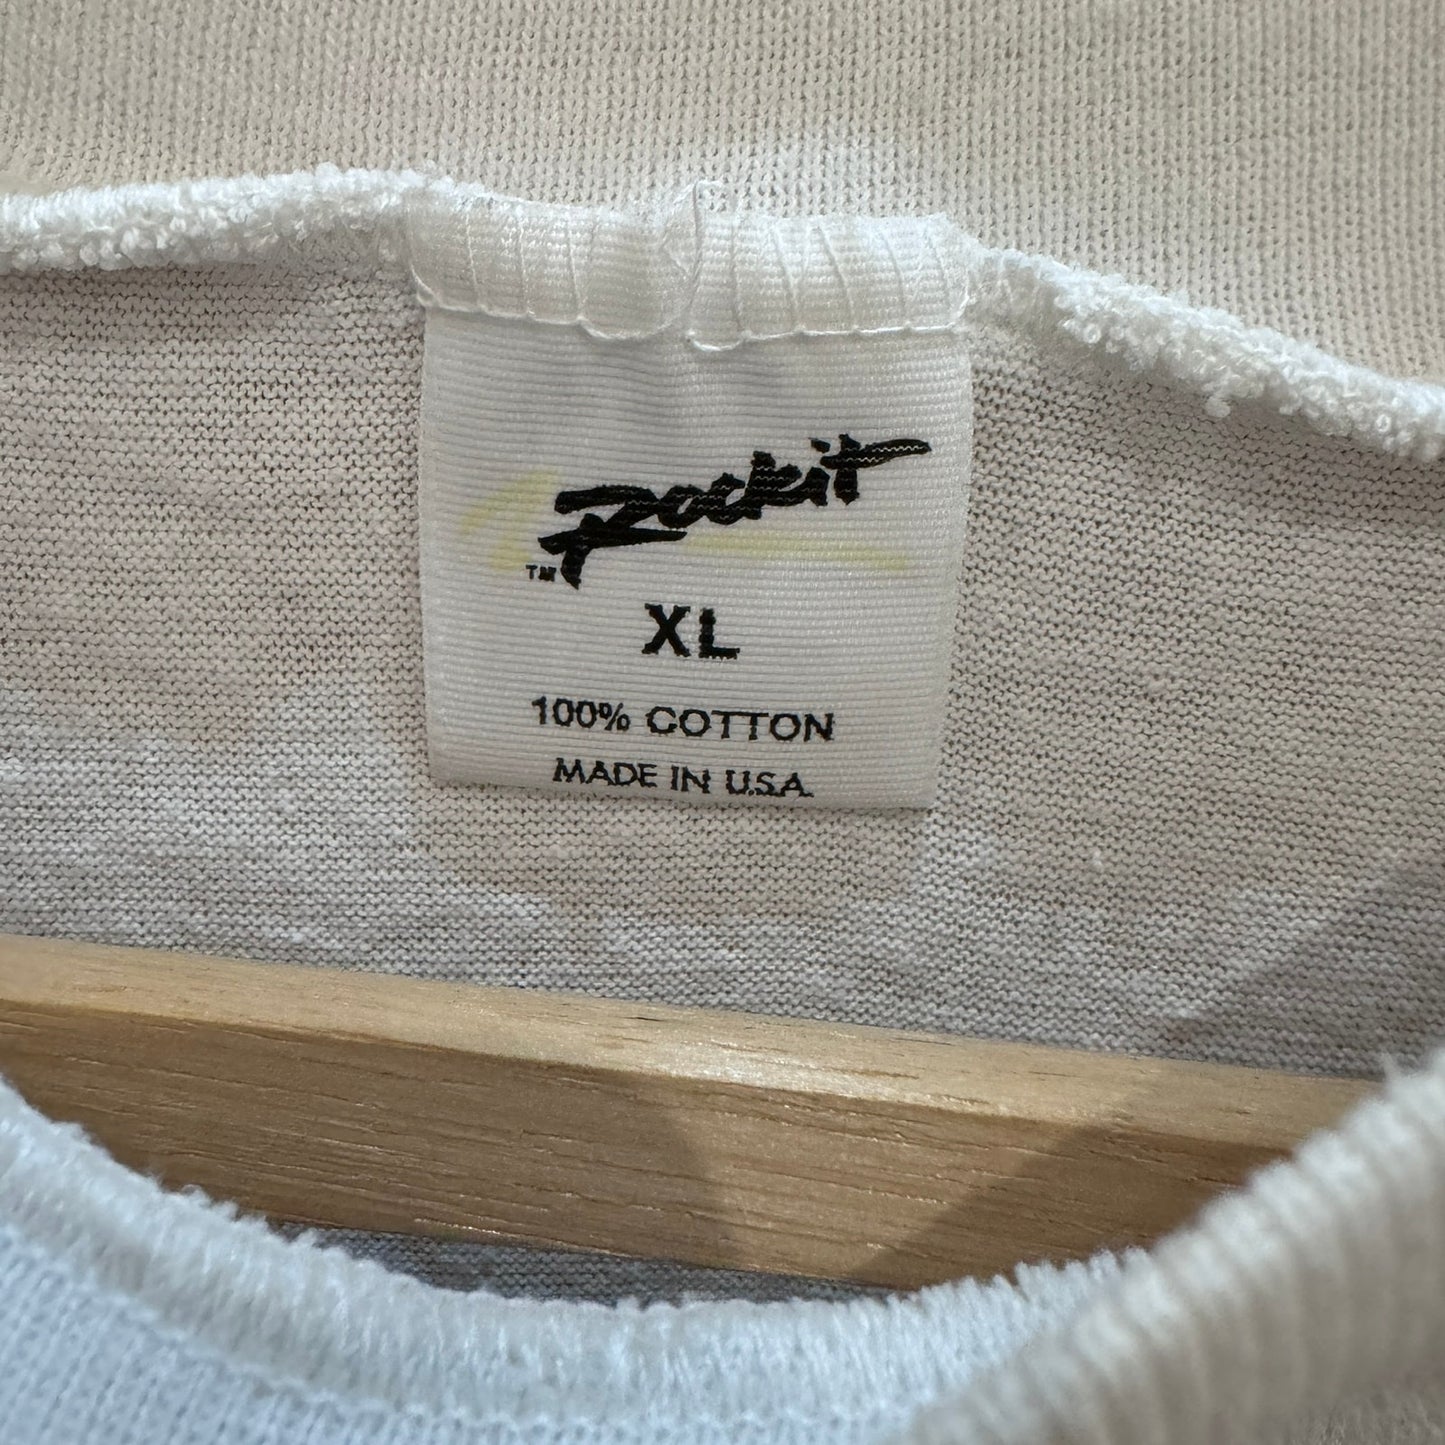 Rockit
TM
XL
100% COTTON
MADE IN U.S.A.